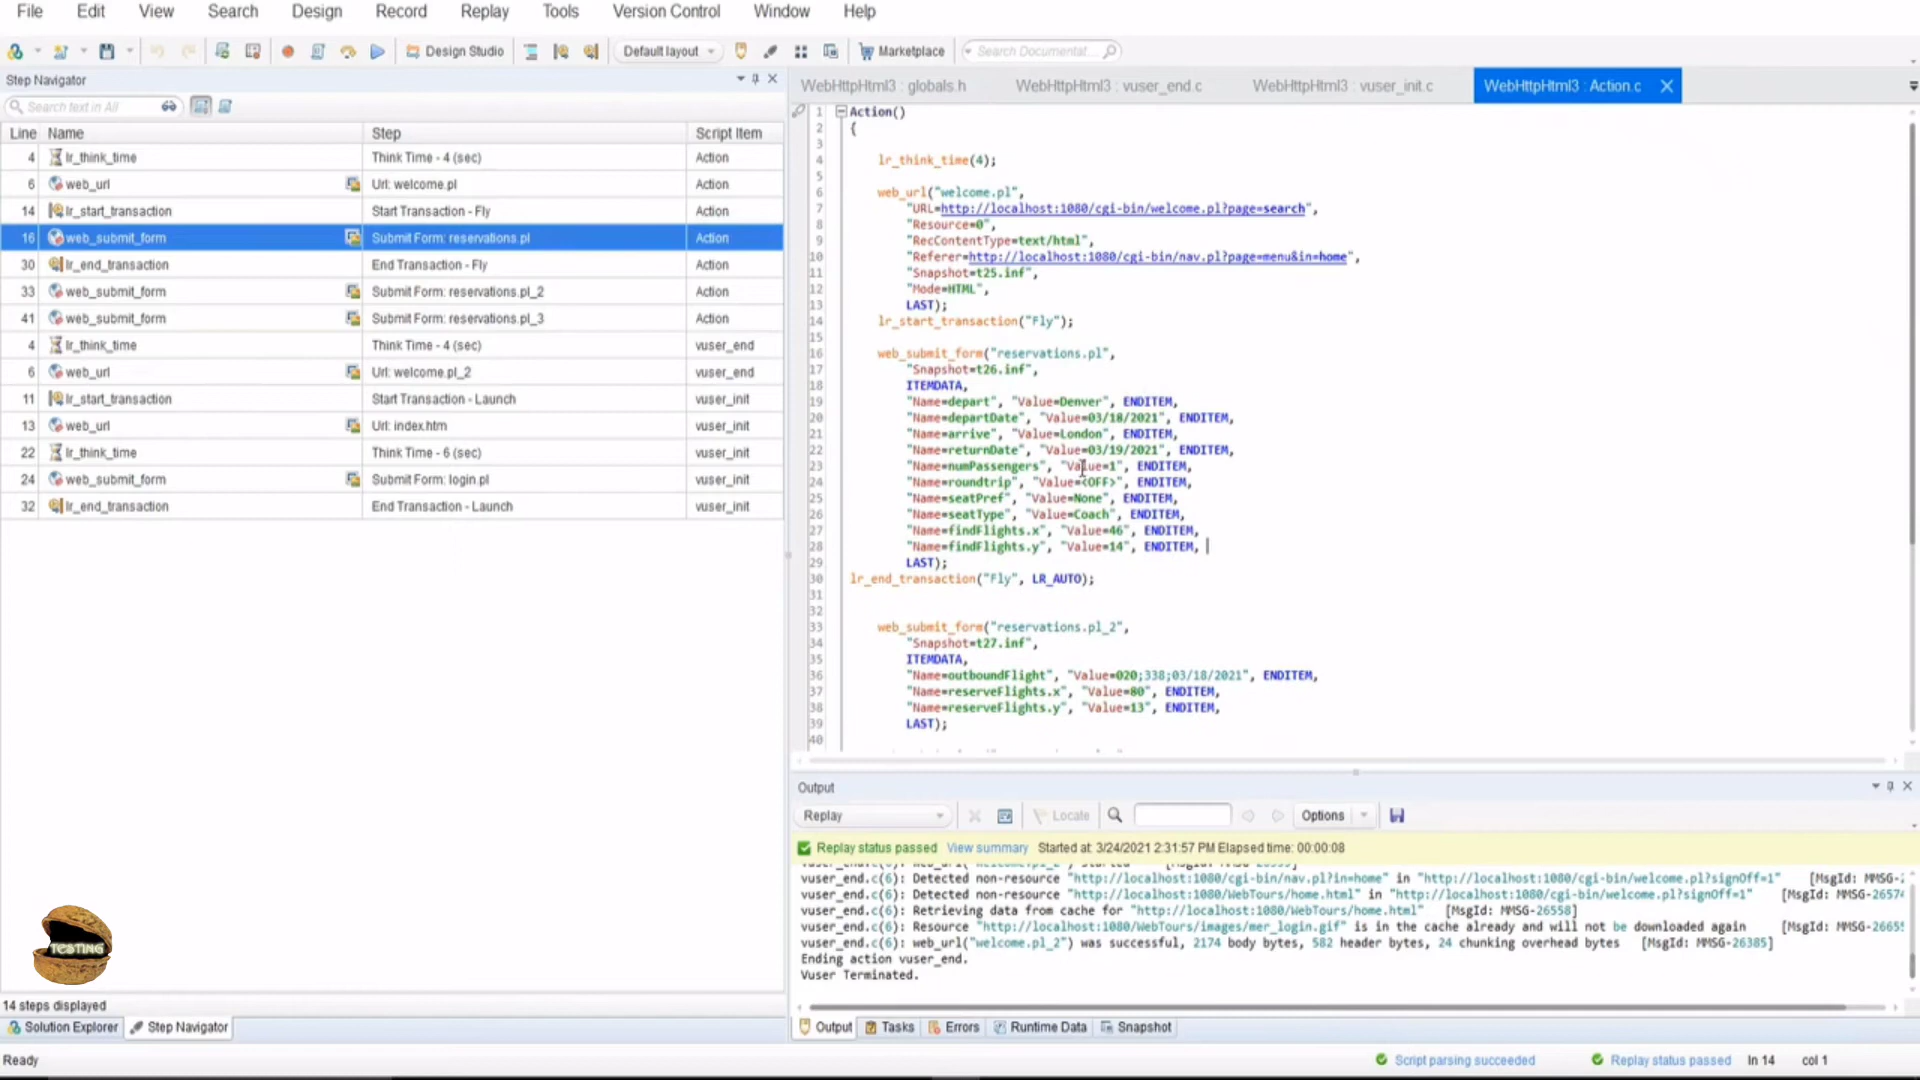 File Edit View Search Design Record Replay Tools Version Control Window Help
Design Studio Default layout Marketplace Search Documentat...
Step Navigator
Search text in All
Line Name Step Script Item
4 lr_think_time Think Time - 4 (sec) Action
6 web_url Url: welcome.pl Action
14 lr_start_transaction Start Transaction - Fly Action
16 web_submit_form Submit Form: reservations.pl Action
30 lr_end_transaction End Transaction - Fly Action
33 web_submit_form Submit Form: reservations.pl_2 Action
41 web_submit_form Submit Form: reservations.pl_3 Action
4 lr_think_time Think Time - 4 (sec) vuser_end
6 web_url Url: welcome.pl_2 vuser_end
11 lr_start_transaction Start Transaction - Launch vuser_init
13 web_url Url: index.htm vuser_init
22 lr_think_time Think Time - 6 (sec) vuser_init
24 web_submit_form Submit Form: login.pl vuser_init
32 lr_end_transaction End Transaction - Launch vuser_init
TESTING
14 steps displayed
Solution Explorer Step Navigator
WebHttpHtml3 : globals.h WebHttpHtml3 : vuser_end.c WebHttpHtml3 : vuser_init.c WebHttpHtml3 : Action.c
1 Action()
2 {
3
4 lr_think_time(4);
5
6 web_url("welcome.pl",
7 "URL=http://localhost:1080/cgi-bin/welcome.pl?page=search",
8 "Resource=0",
9 "RecContentType=text/html",
10 "Referer=http://localhost:1080/cgi-bin/nav.pl?page=menu&in=home",
11 "Snapshot=t25.inf",
12 "Mode=HTML",
13 LAST);
14 lr_start_transaction("Fly");
15
16 web_submit_form("reservations.pl",
17 "Snapshot=t26.inf",
18 ITEMDATA,
19 "Name=depart", "Value=Denver", ENDITEM,
20 "Name=departDate", "Value=03/18/2021", ENDITEM,
21 "Name=arrive", "Value=London", ENDITEM,
22 "Name=returnDate", "Value=03/19/2021", ENDITEM,
23 "Name=numPassengers", "Value=1", ENDITEM,
24 "Name=roundtrip", "Value=<OFF>", ENDITEM,
25 "Name=seatPref", "Value=None", ENDITEM,
26 "Name=seatType", "Value=Coach", ENDITEM,
27 "Name=findFlights.x", "Value=46", ENDITEM,
28 "Name=findFlights.y", "Value=14", ENDITEM,
29 LAST);
30 lr_end_transaction("Fly", LR_AUTO);
31
32
33 web_submit_form("reservations.pl_2",
34 "Snapshot=t27.inf",
35 ITEMDATA,
36 "Name=outboundFlight", "Value=020;338;03/18/2021", ENDITEM,
37 "Name=reserveFlights.x", "Value=80", ENDITEM,
38 "Name=reserveFlights.y", "Value=13", ENDITEM,
39 LAST);
40
Output
Replay Locate Options
Replay status passed View summary Started at: 3/24/2021 2:31:57 PM Elapsed time: 00:00:08
vuser_end.c(6): Detected non-resource "http://localhost:1080/cgi-bin/nav.pl?in=home" in "http://localhost:1080/cgi-bin/welcome.pl?signOff=1" [MsgId: MMSG-
vuser_end.c(6): Detected non-resource "http://localhost:1080/WebTours/home.html" in "http://localhost:1080/cgi-bin/welcome.pl?signOff=1" [MsgId: MMSG-26574
vuser_end.c(6): Retrieving data from cache for "http://localhost:1080/WebTours/home.html" [MsgId: MMSG-26558]
vuser_end.c(6): Resource "http://localhost:1080/WebTours/images/mer_login.gif" is in the cache already and will not be downloaded again [MsgId: MMSG-2665
vuser_end.c(6): web_url("welcome.pl_2") was successful, 2174 body bytes, 582 header bytes, 24 chunking overhead bytes [MsgId: MMSG-26385]
Ending action vuser_end.
Vuser Terminated.
Output Tasks Errors Runtime Data Snapshot
Ready Script parsing succeeded Replay status passed ln 14 col 1